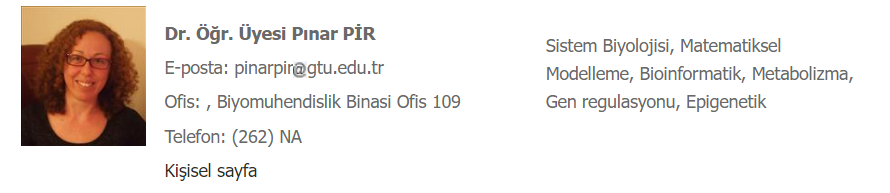 Dr. Öğr. Üyesi Pınar PİR
E-posta: pinarpir@gtu.edu.tr
Ofis: , Biyomuhendislik Binasi Ofis 109
Telefon: (262) NA
Kişisel sayfa
Sistem Biyolojisi, Matematiksel
Modelleme, Bioinformatik, Metabolizma,
Gen regulasyonu, Epigenetik